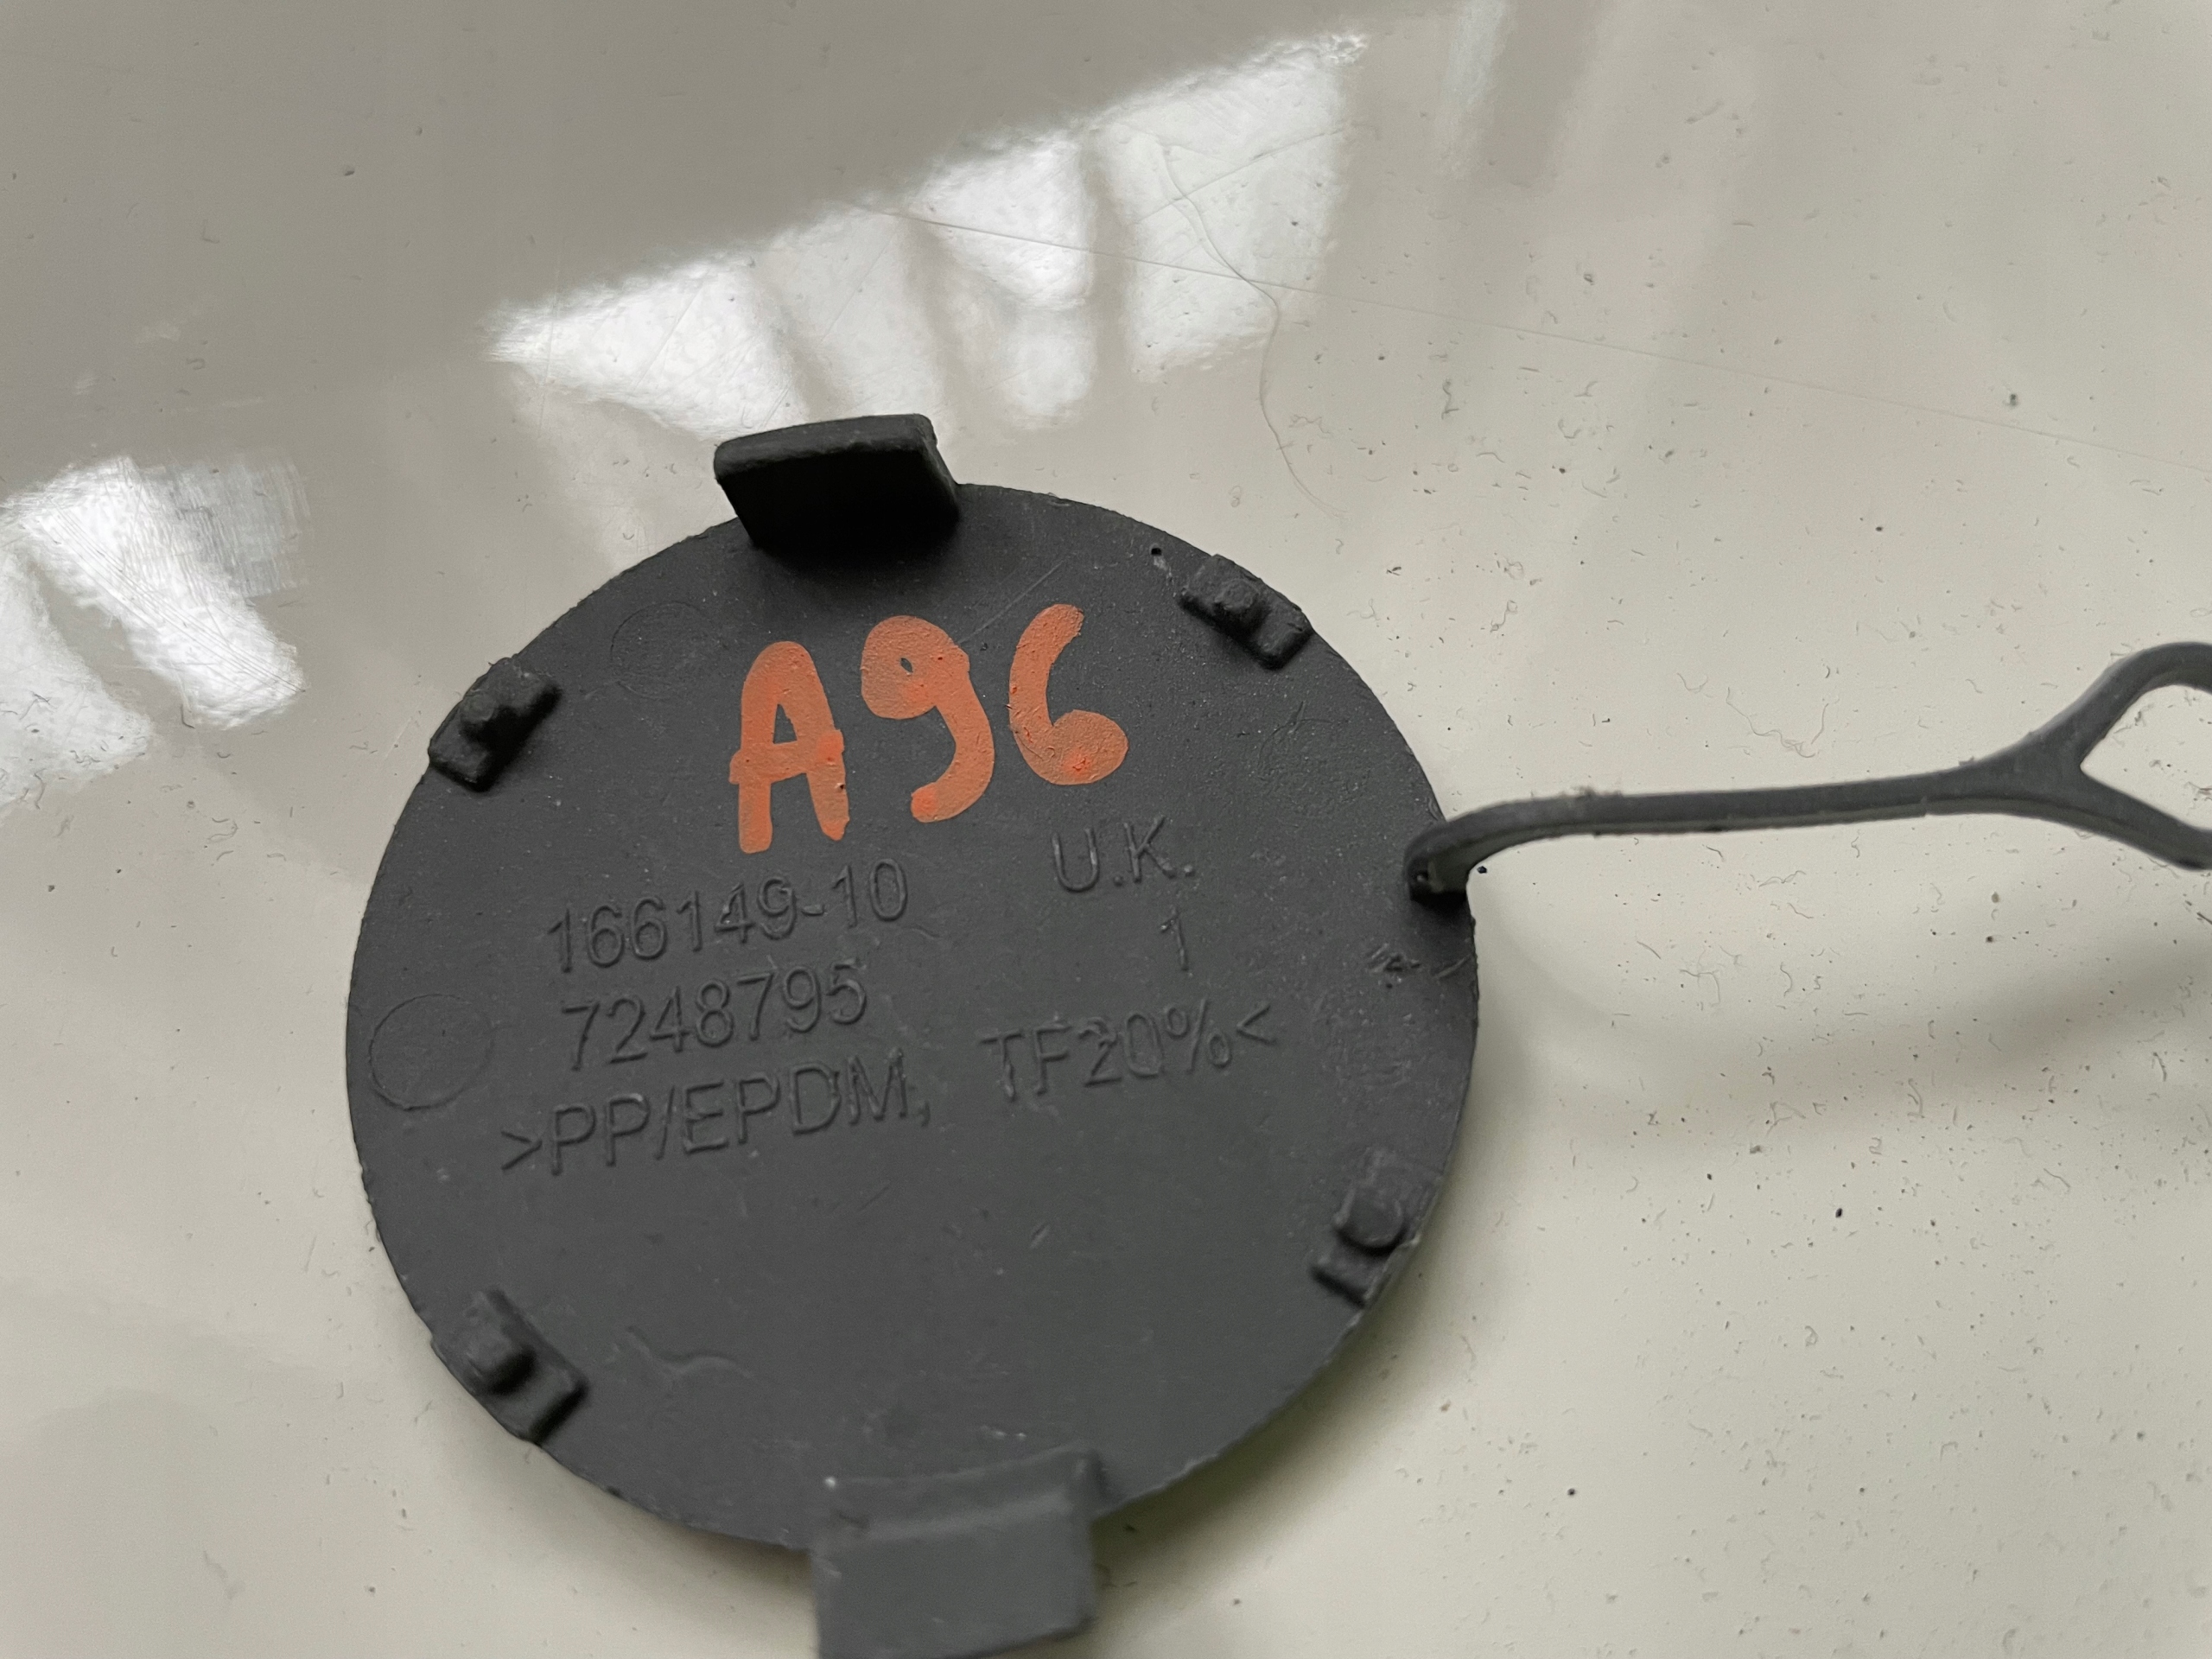 A96
166149-10 U.K.
7248795 1
>PP/EPDM, TF20%<